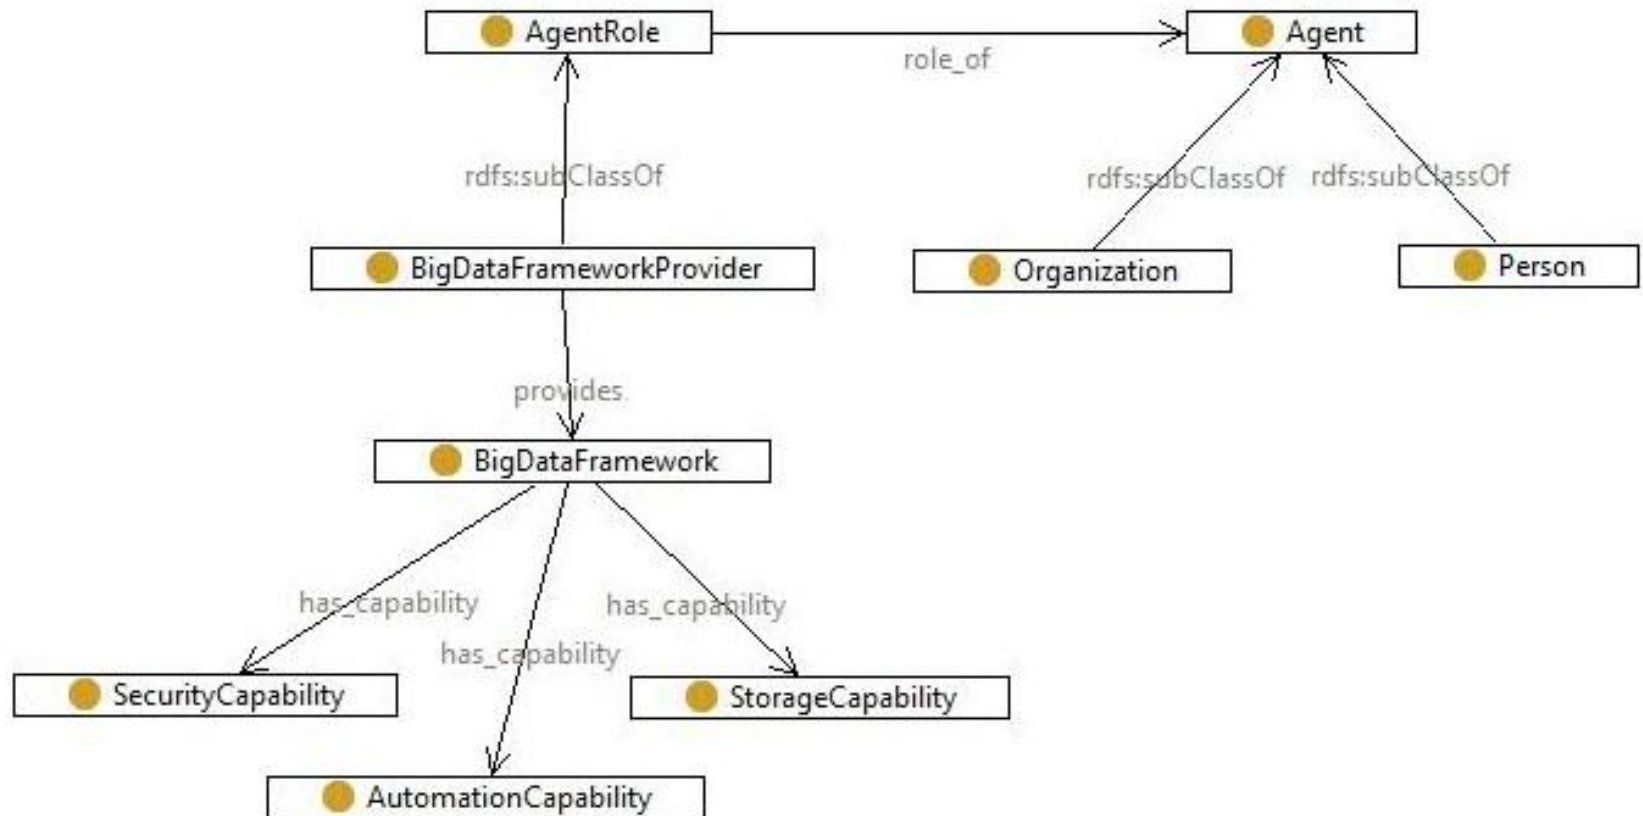 AgentRole
Agent
role_of
rdfs:subClassOf
rdfs:subClassOf
rdfs:subClassOf
BigDataFrameworkProvider
Organization
Person
provides.
BigDataFramework
has_capability
has_capability
has_capability
SecurityCapability
StorageCapability
AutomationCapability